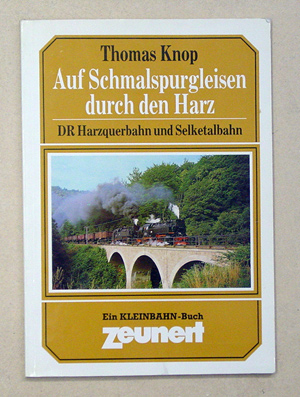 Thomas Knop
Auf Schmalspurgleisen
durch den Harz
DR Harzquerbahn und Selketalbahn
Ein KLEINBAHN-Buch
zeunert